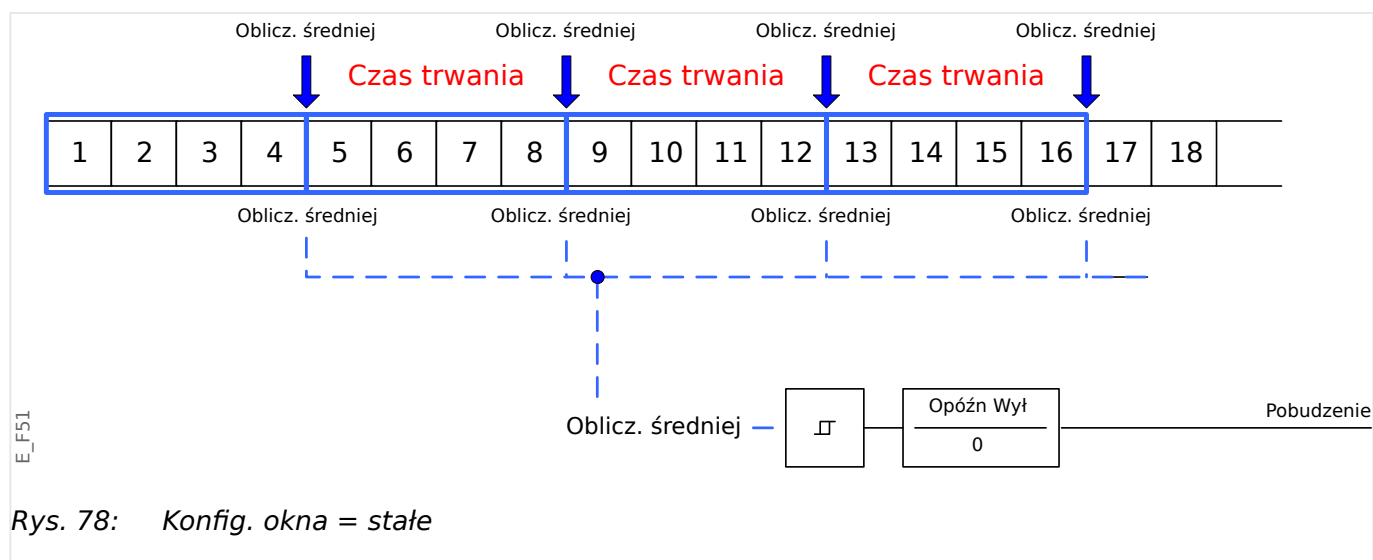 Oblicz. średniej Oblicz. średniej Oblicz. średniej Oblicz. średniej
Czas trwania Czas trwania Czas trwania
1 2 3 4 5 6 7 8 9 10 11 12 13 14 15 16 17 18
Oblicz. średniej Oblicz. średniej Oblicz. średniej Oblicz. średniej
Opóźn Wył
Pobudzenie
Oblicz. średniej
0
E_F51
Rys. 78: Konfig. okna = stałe